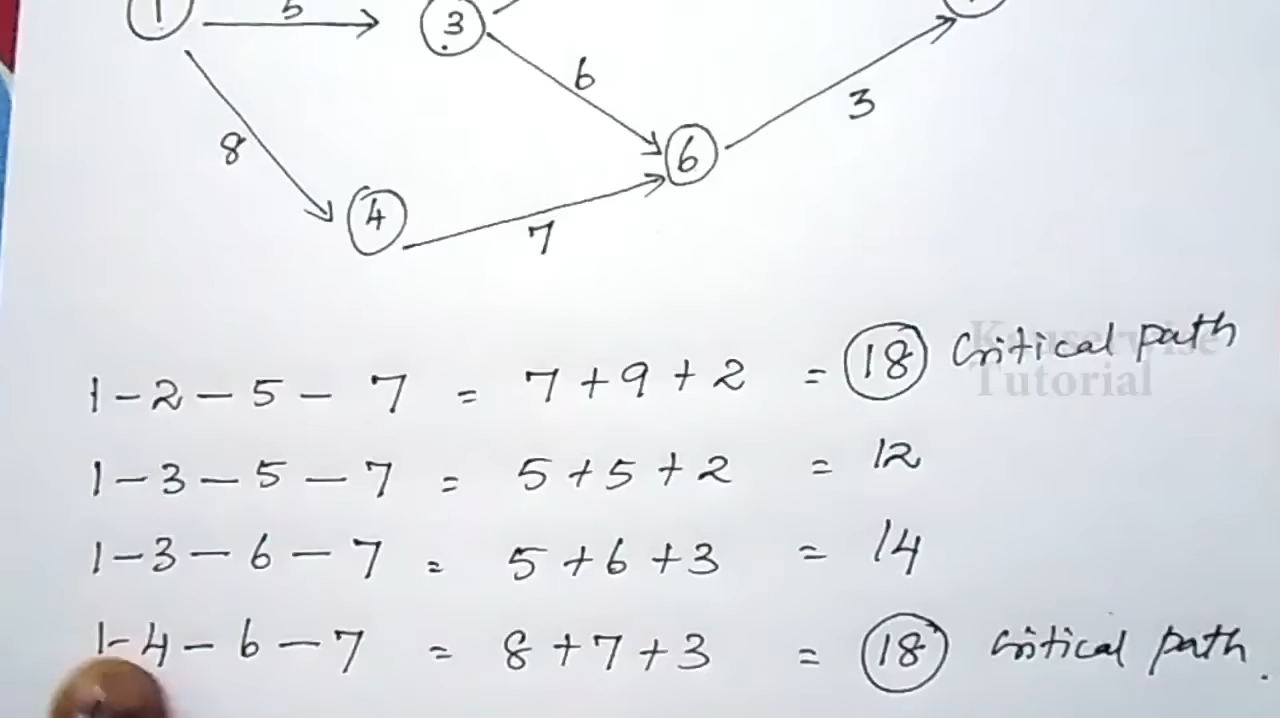 1 5 3
6
3
8
6
4
7
1-2-5-7 = 7+9+2 = 18 Critical path
Kauserwise
Tutorial
1-3-5-7 = 5+5+2 = 12
1-3-6-7 = 5+6+3 = 14
1-4-6-7 = 8+7+3 = 18 Critical path.